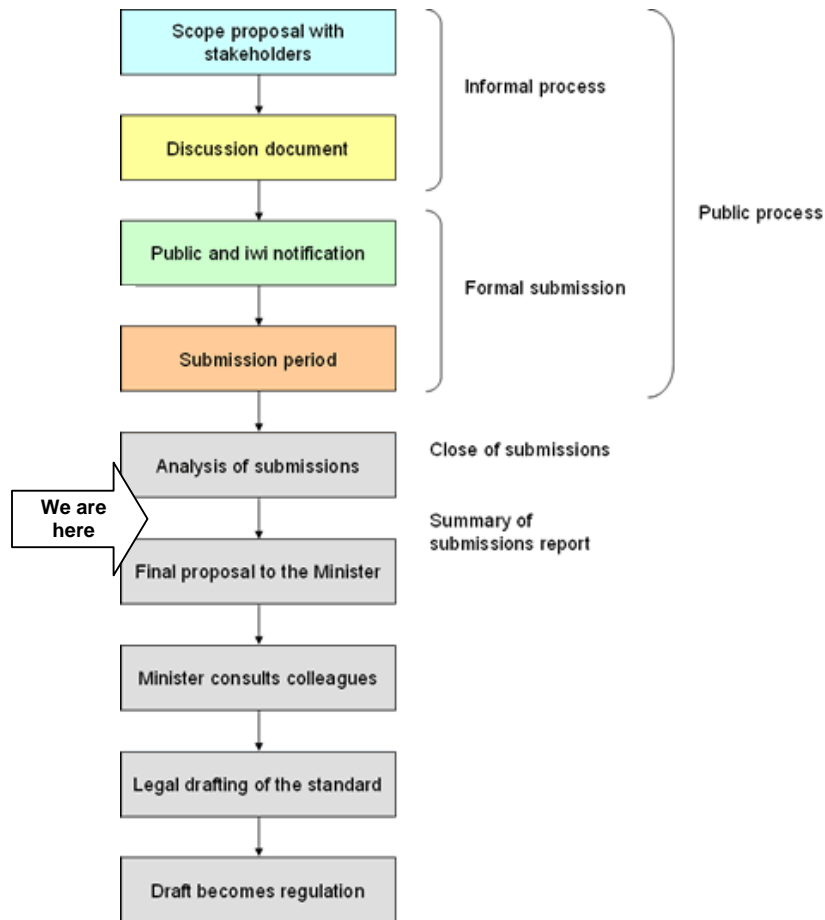 Scope proposal with
stakeholders
Informal process
Discussion document
Public process
Public and iwi notification
Formal submission
Submission period
Close of submissions
Analysis of submissions
We are
here
Summary of
submissions report
Final proposal to the Minister
Minister consults colleagues
Legal drafting of the standard
Draft becomes regulation